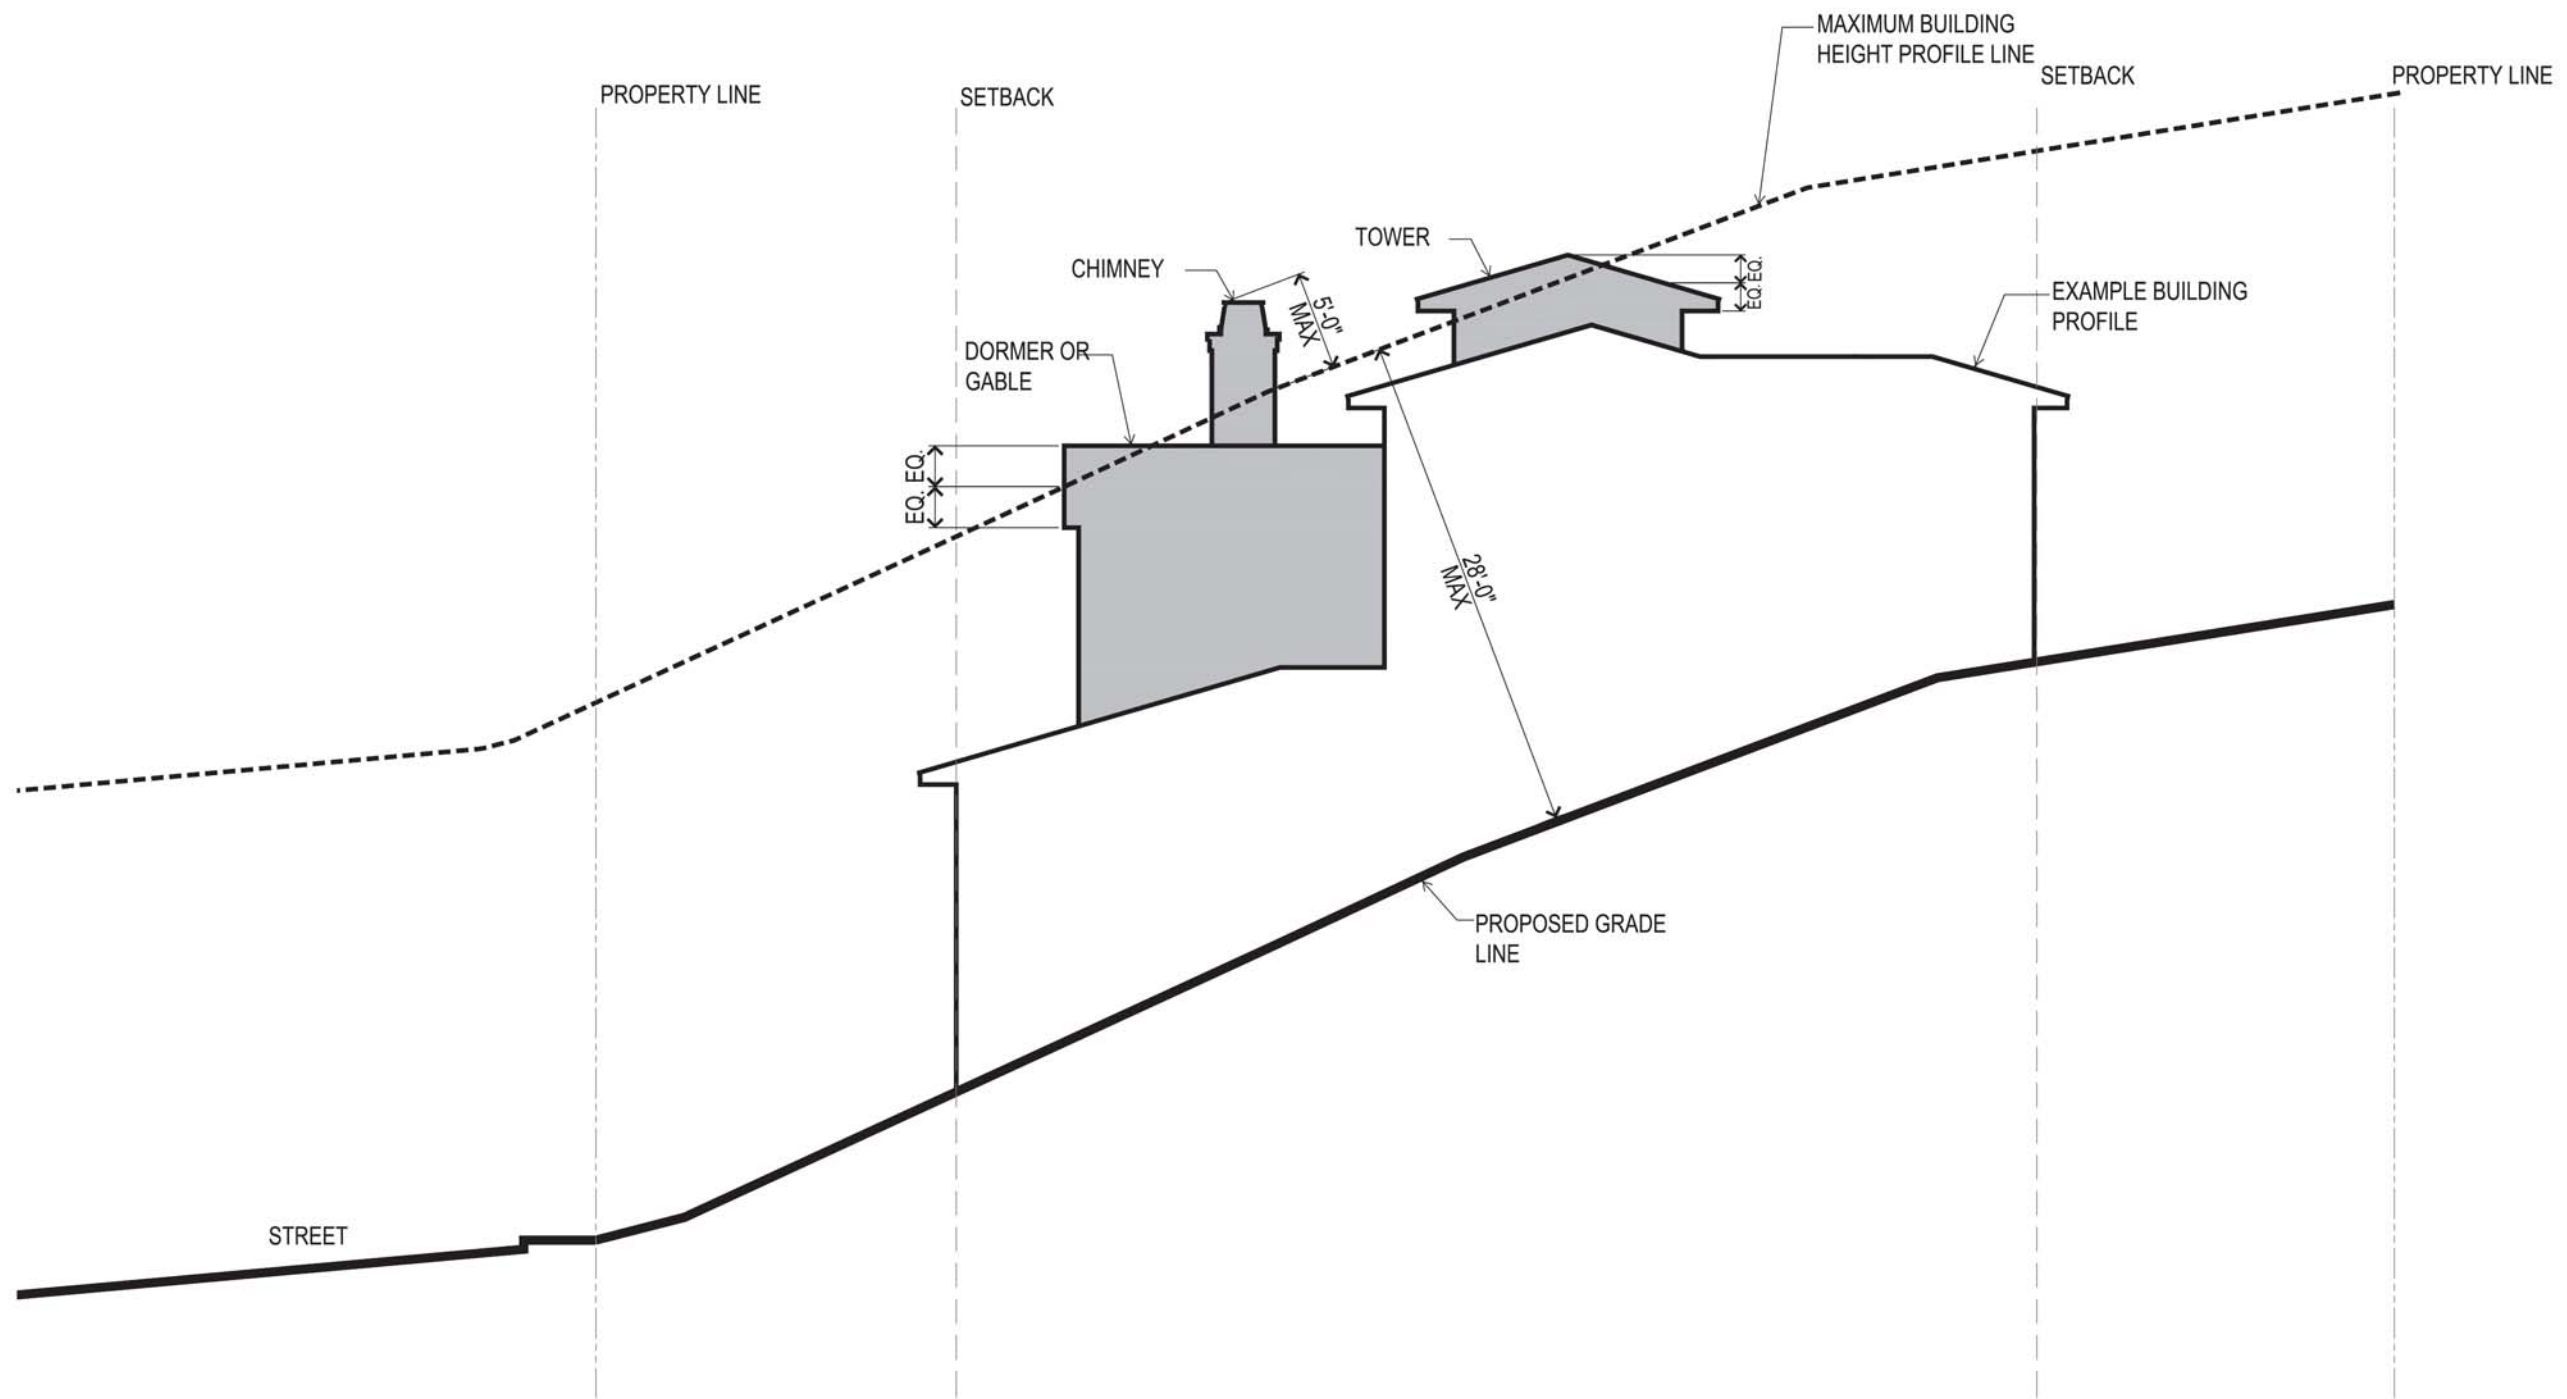 MAXIMUM BUILDING
HEIGHT PROFILE LINE
PROPERTY LINE
SETBACK
SETBACK
PROPERTY LINE
TOWER
CHIMNEY
5'-0"
MAX
EQ.
EQ.
EXAMPLE BUILDING
PROFILE
DORMER OR
GABLE
EQ.
EQ.
28'-0"
MAX
PROPOSED GRADE
LINE
STREET